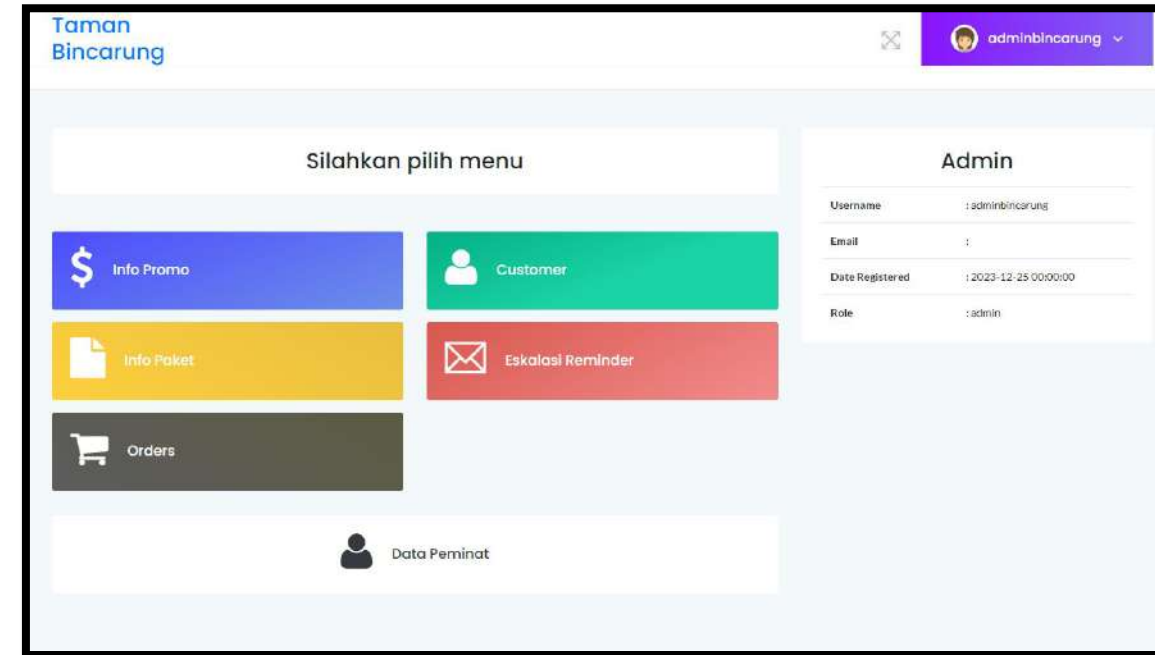 Taman
Bincarung
adminbincarung
Silahkan pilih menu
Info Promo
Customer
Info Paket
Eskalasi Reminder
Orders
Data Peminat
Admin
Username : adminbincarung
Email :
Date Registered : 2023-12-25 00:00:00
Role : admin